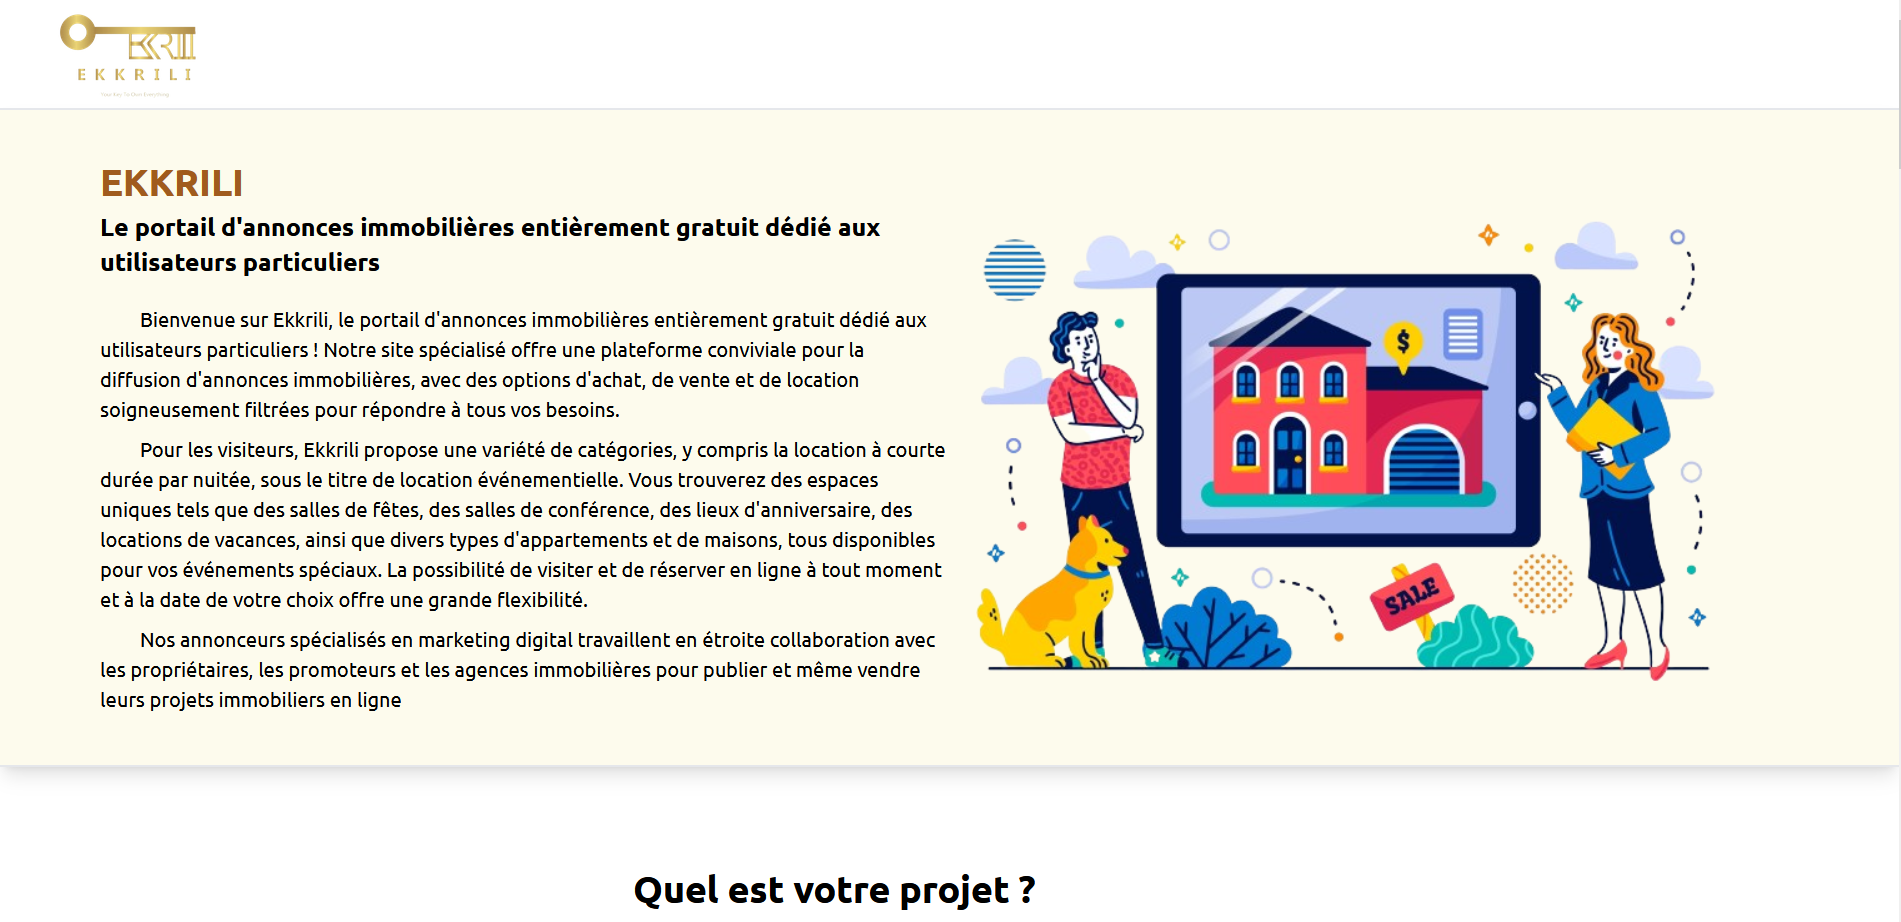 EKKRILI
EKKRILI
Your Key To Own Everything
EKKRILI
Le portail d'annonces immobilières entièrement gratuit dédié aux
utilisateurs particuliers
Bienvenue sur Ekkrili, le portail d'annonces immobilières entièrement gratuit dédié aux
utilisateurs particuliers ! Notre site spécialisé offre une plateforme conviviale pour la
diffusion d'annonces immobilières, avec des options d'achat, de vente et de location
soigneusement filtrées pour répondre à tous vos besoins.
Pour les visiteurs, Ekkrili propose une variété de catégories, y compris la location à courte
durée par nuitée, sous le titre de location événementielle. Vous trouverez des espaces
uniques tels que des salles de fêtes, des salles de conférence, des lieux d'anniversaire, des
locations de vacances, ainsi que divers types d'appartements et de maisons, tous disponibles
pour vos événements spéciaux. La possibilité de visiter et de réserver en ligne à tout moment
et à la date de votre choix offre une grande flexibilité.
Nos annonceurs spécialisés en marketing digital travaillent en étroite collaboration avec
les propriétaires, les promoteurs et les agences immobilières pour publier et même vendre
leurs projets immobiliers en ligne
$
SALE
Quel est votre projet ?